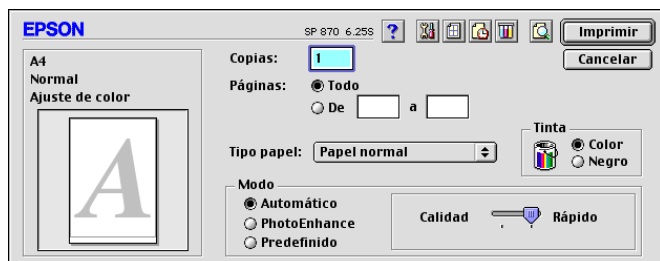 EPSON
SP 870 6.25S
?
Imprimir
Cancelar
A4
Normal
Ajuste de color
A
Copias: 1
Páginas: Todo
De a
Tipo papel: Papel normal
Tinta
Color
Negro
Modo
Automático
PhotoEnhance
Predefinido
Calidad Rápido